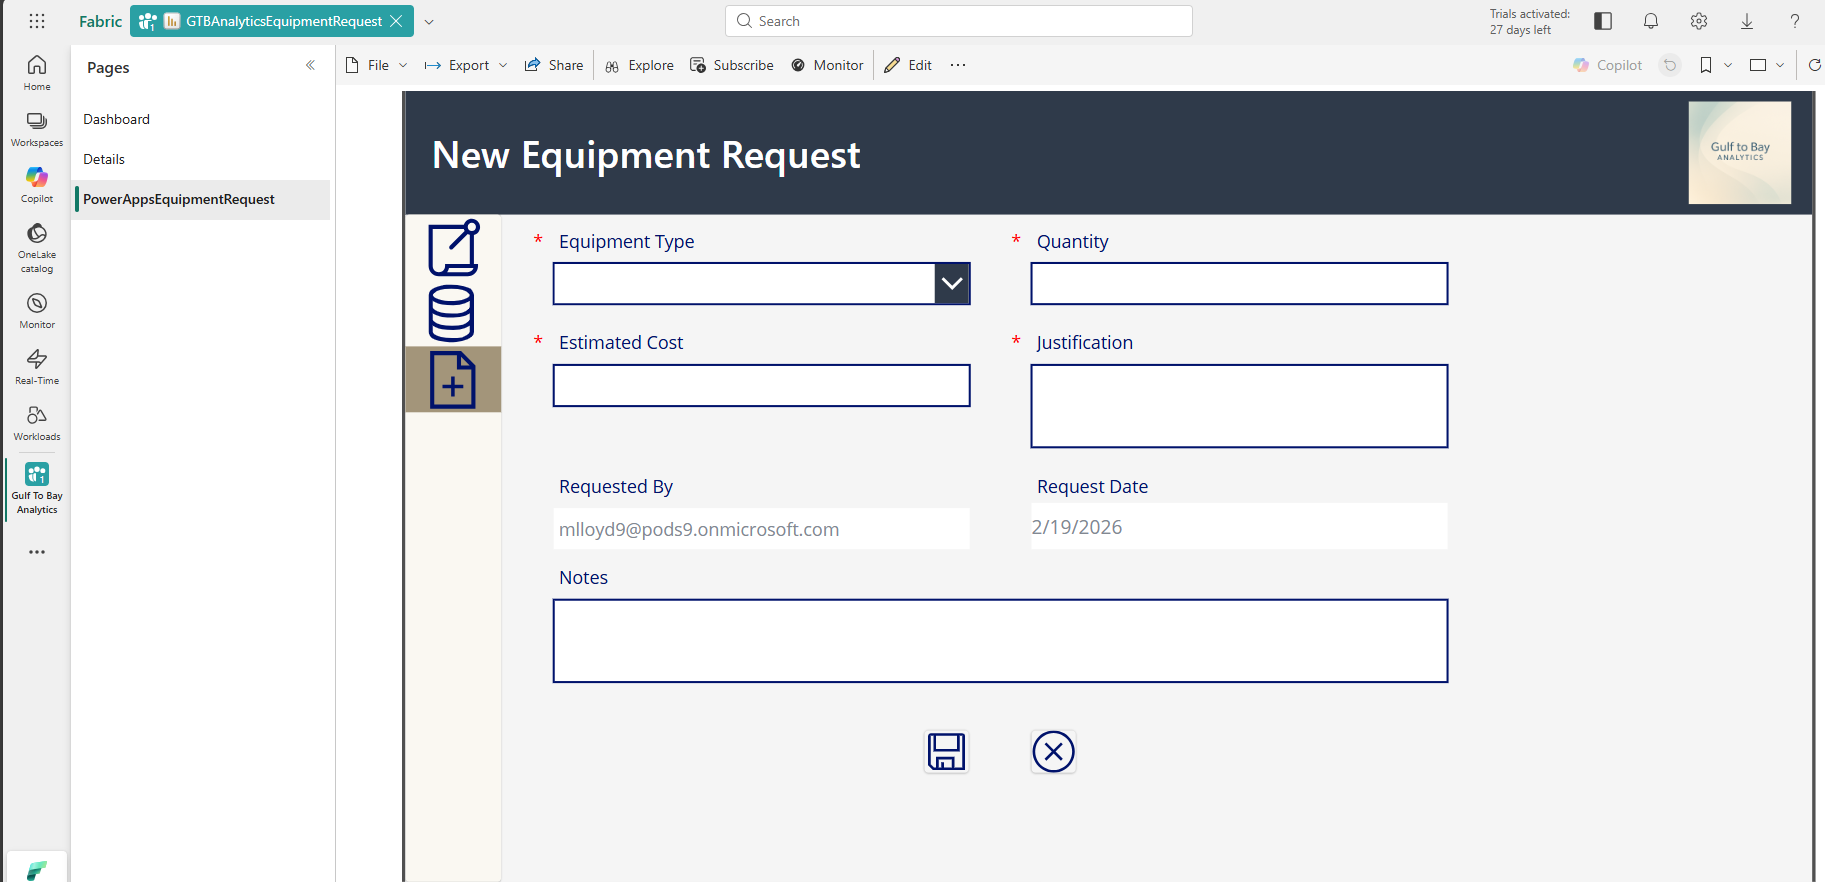 Fabric
GTBAnalyticsEquipmentRequest
Search
Trials activated:
27 days left
Home
Workspaces
Copilot
OneLake
catalog
Monitor
Real-Time
Workloads
Gulf To Bay
Analytics
Pages
Dashboard
Details
PowerAppsEquipmentRequest
File
Export
Share
Explore
Subscribe
Monitor
Edit
Copilot
New Equipment Request
Gulf to Bay
ANALYTICS
* Equipment Type
* Quantity
* Estimated Cost
* Justification
Requested By
Request Date
mlloyd9@pods9.onmicrosoft.com
2/19/2026
Notes